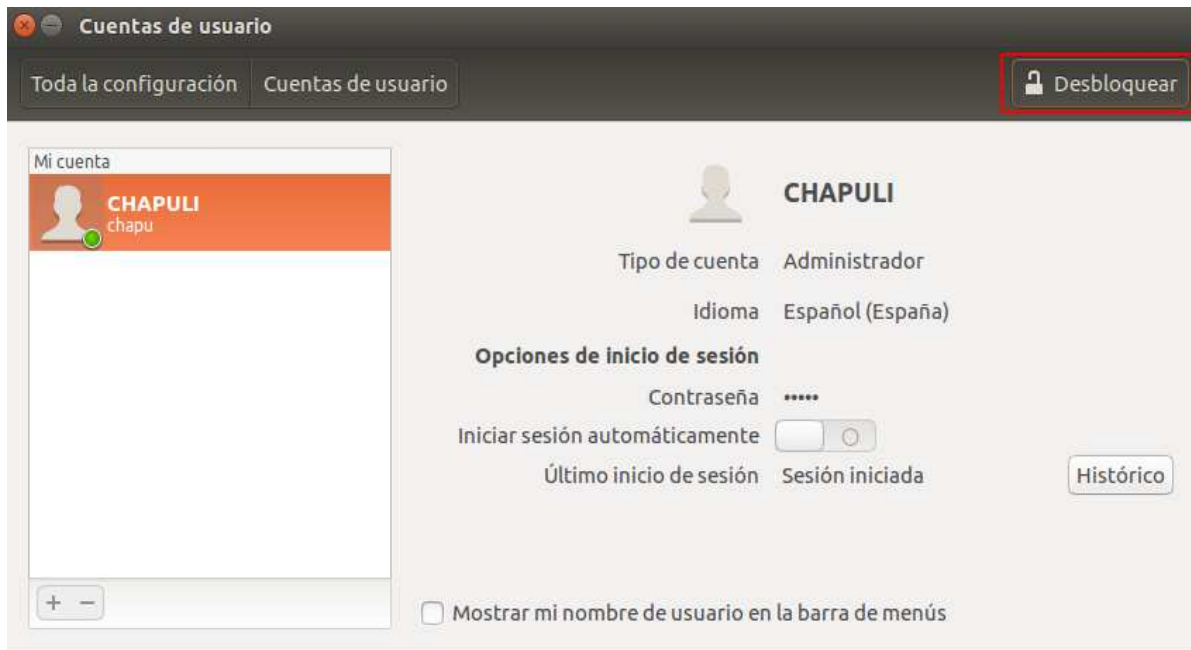 Cuentas de usuario
Toda la configuración Cuentas de usuario Desbloquear
Mi cuenta
CHAPULI
chapu
CHAPULI
Tipo de cuenta Administrador
Idioma Español (España)
Opciones de inicio de sesión
Contraseña •••••
Iniciar sesión automáticamente
Último inicio de sesión Sesión iniciada Histórico
+ −
Mostrar mi nombre de usuario en la barra de menús